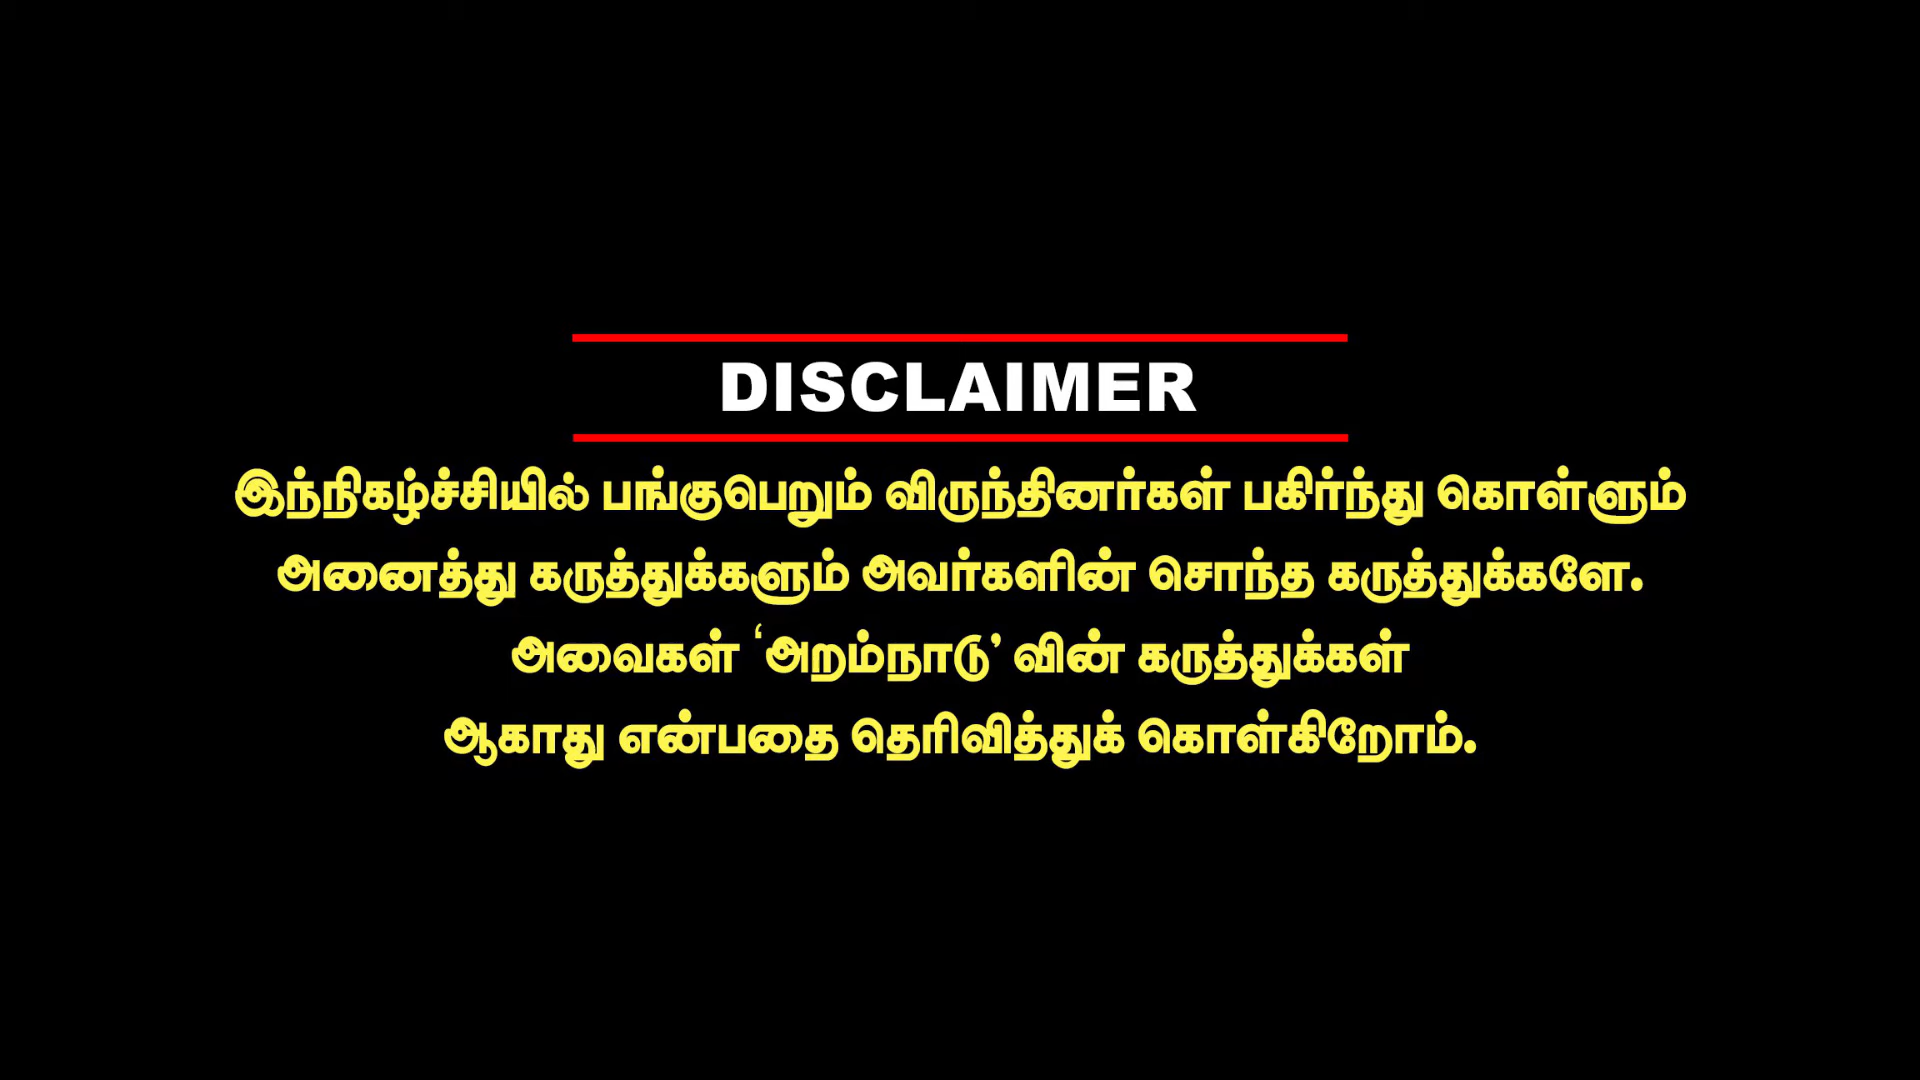 DISCLAIMER
இந்நிகழ்ச்சியில் பங்குபெறும் விருந்தினர்கள் பகிர்ந்து கொள்ளும்
அனைத்து கருத்துக்களும் அவர்களின் சொந்த கருத்துக்களே.
அவைகள் ‘அறம்நாடு’ வின் கருத்துக்கள்
ஆகாது என்பதை தெரிவித்துக் கொள்கிறோம்.